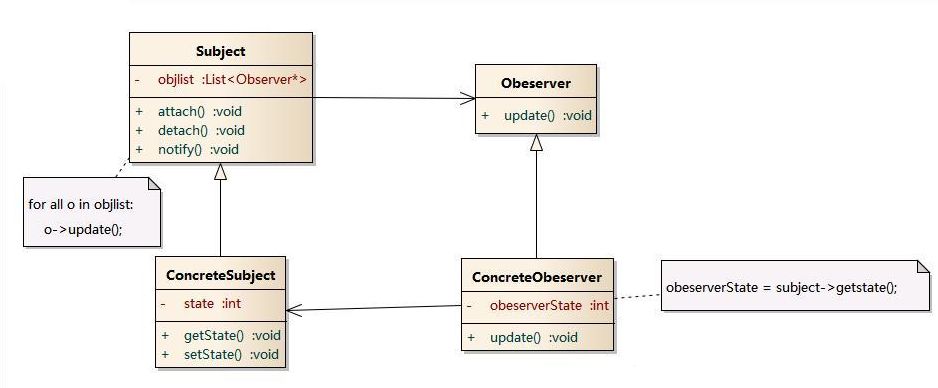 Subject
- objlist :List<Observer*>
+ attach() :void
+ detach() :void
+ notify() :void
Obeserver
+ update() :void
for all o in objlist:
o->update();
ConcreteSubject
- state :int
+ getState() :void
+ setState() :void
ConcreteObeserver
- obeserverState :int
+ update() :void
obeserverState = subject->getstate();